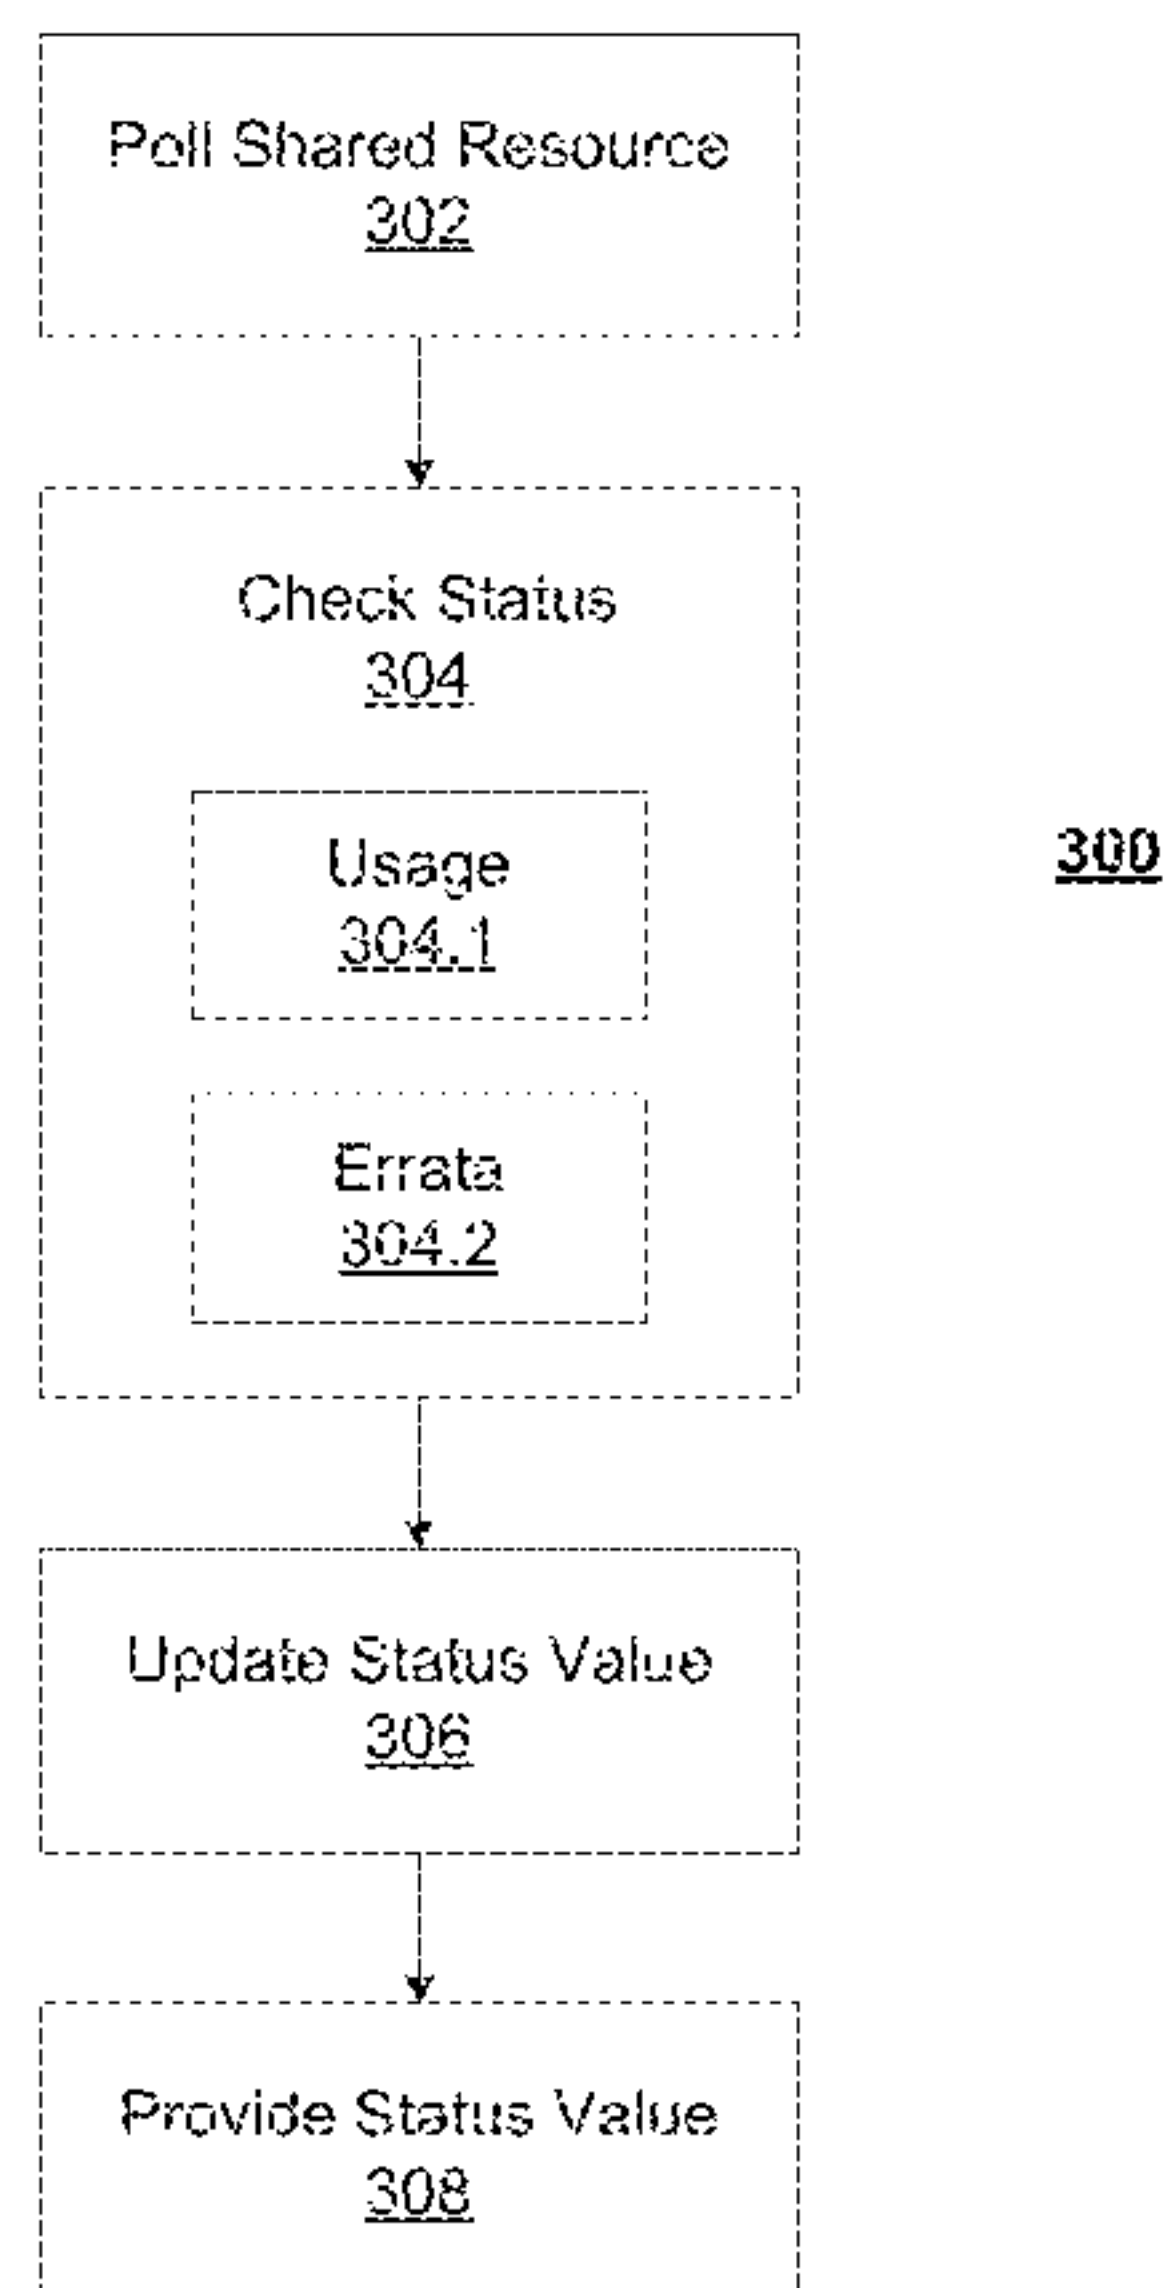 Poll Shared Resource
302
Check Status
304
Usage
304.1
300
Errata
304.2
Update Status Value
306
Provide Status Value
308